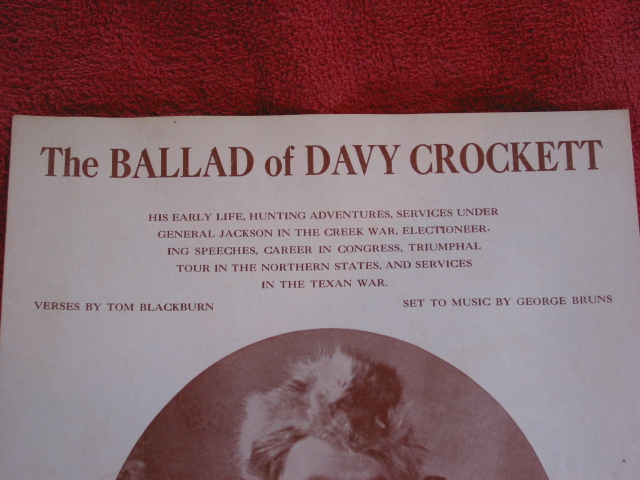 The BALLAD of DAVY CROCKETT
HIS EARLY LIFE, HUNTING ADVENTURES, SERVICES UNDER
GENERAL JACKSON IN THE CREEK WAR, ELECTIONEER-
ING SPEECHES, CAREER IN CONGRESS, TRIUMPHAL
TOUR IN THE NORTHERN STATES, AND SERVICES
IN THE TEXAN WAR.
VERSES BY TOM BLACKBURN
SET TO MUSIC BY GEORGE BRUNS